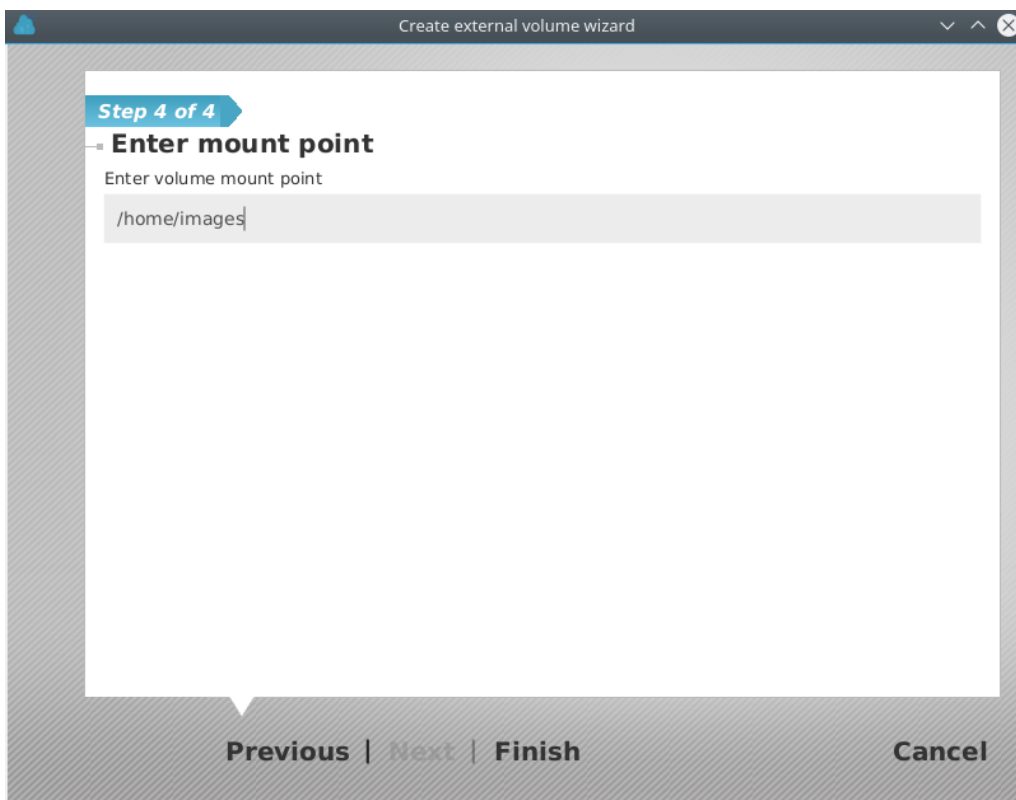 Create external volume wizard
Step 4 of 4
Enter mount point
Enter volume mount point
/home/images
Previous | Next | Finish
Cancel